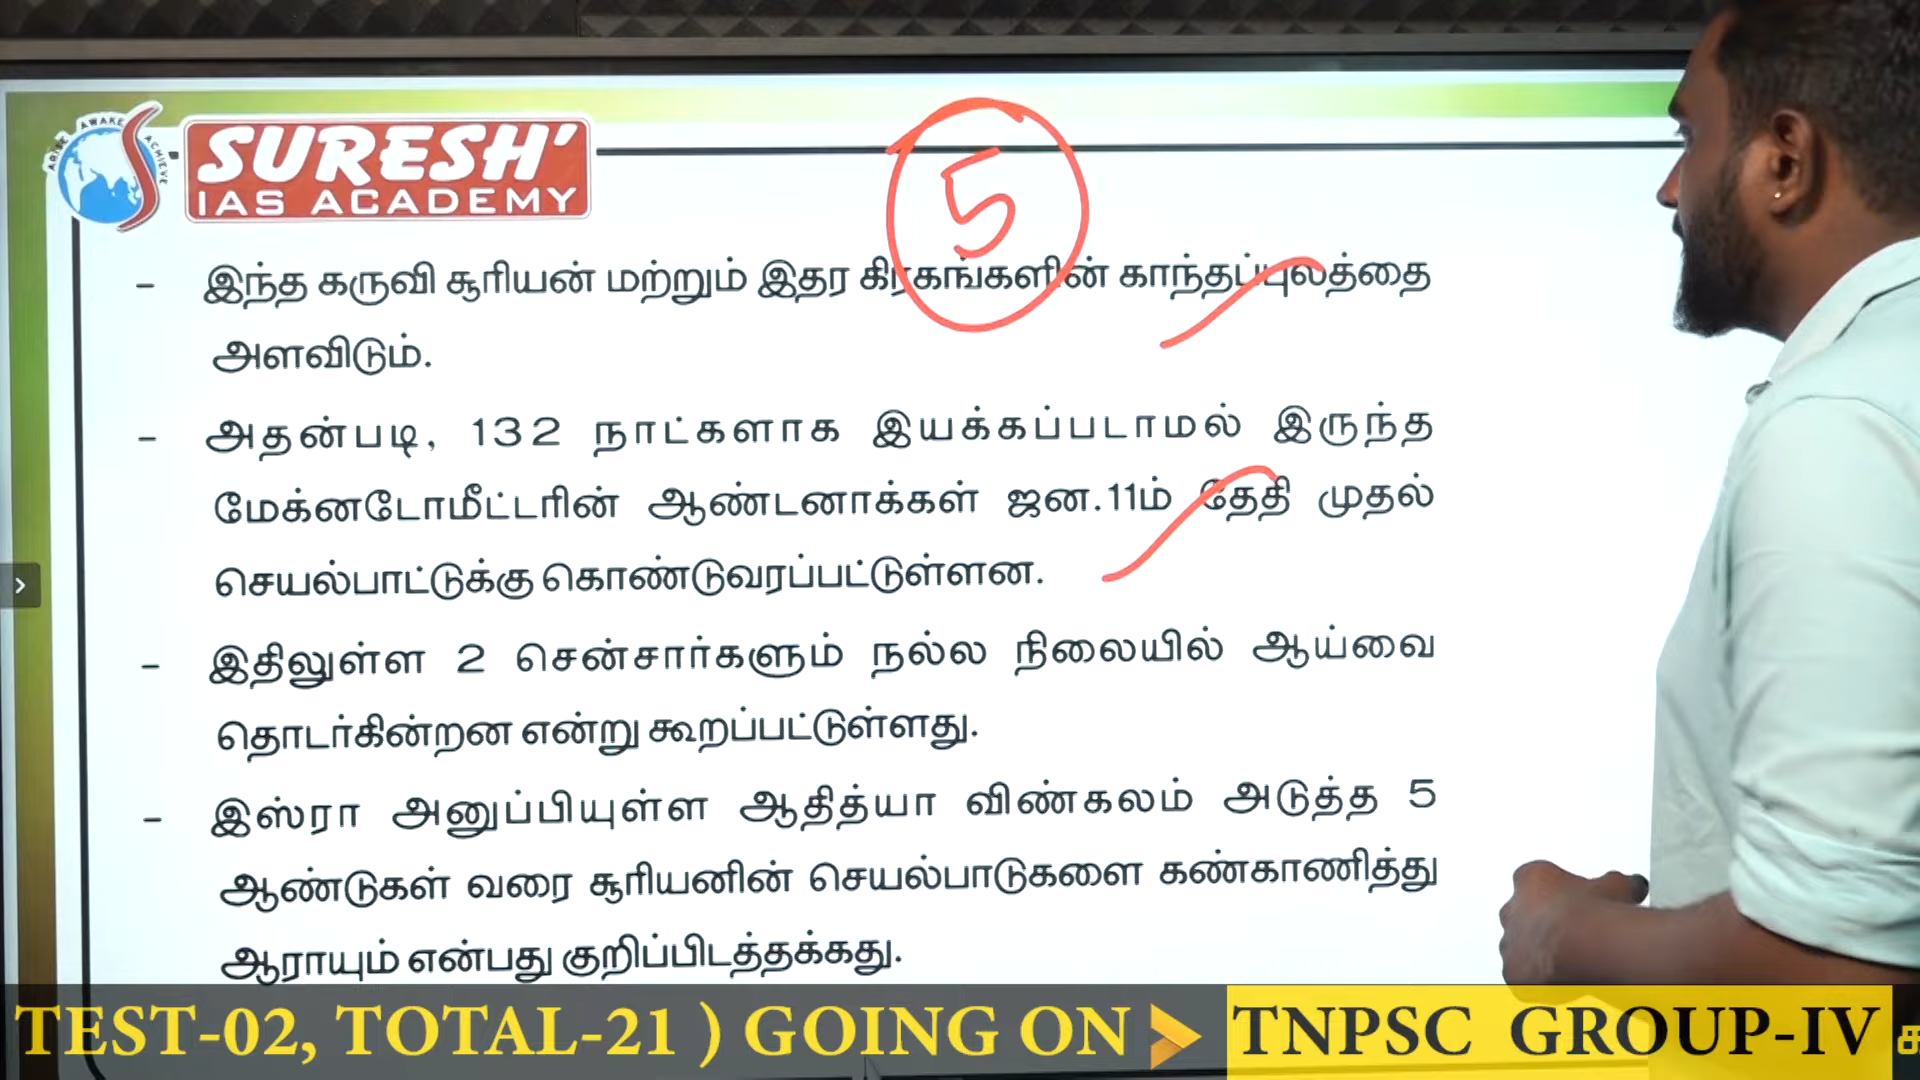 ARISE AWAKE ACHIEVE
SURESH'
IAS ACADEMY
5
- இந்த கருவி சூரியன் மற்றும் இதர கிரகங்களின் காந்தப்புலத்தை
அளவிடும்.
- அதன்படி, 132 நாட்களாக இயக்கப்படாமல் இருந்த
மேக்னடோமீட்டரின் ஆண்டனாக்கள் ஜன.11ம் தேதி முதல்
செயல்பாட்டுக்கு கொண்டுவரப்பட்டுள்ளன.
- இதிலுள்ள 2 சென்சார்களும் நல்ல நிலையில் ஆய்வை
தொடர்கின்றன என்று கூறப்பட்டுள்ளது.
- இஸ்ரா அனுப்பியுள்ள ஆதித்யா விண்கலம் அடுத்த 5
ஆண்டுகள் வரை சூரியனின் செயல்பாடுகளை கண்காணித்து
ஆராயும் என்பது குறிப்பிடத்தக்கது.
TEST-02, TOTAL-21 ) GOING ON TNPSC GROUP-IV